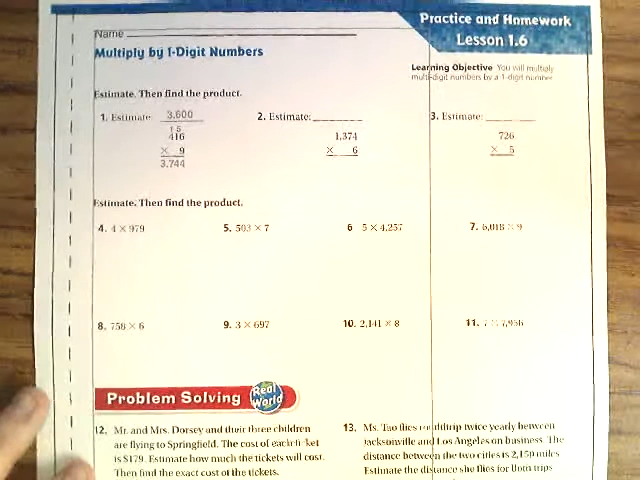 Practice and Homework
Lesson 1.6
Name
Multiply by 1-Digit Numbers
Learning Objective You will multiply
multi-digit numbers by a 1-digit number
Estimate. Then find the product.
1. Estimate: 3,600
1 5
416
× 9
3,744
2. Estimate:
1,374
× 6
3. Estimate:
726
× 5
Estimate. Then find the product.
4. 4 × 979
5. 503 × 7
6 5 × 4,257
7. 6,018 × 9
8. 758 × 6
9. 3 × 697
10. 2,141 × 8
11. 7 × 7,956
Problem Solving Real World
12. Mr. and Mrs. Dorsey and their three children
are flying to Springfield. The cost of each ticket
is $179. Estimate how much the tickets will cost.
Then find the exact cost of the tickets.
13. Ms. Tao flies roundtrip twice yearly between
Jacksonville and Los Angeles on business. The
distance between the two cities is 2,150 miles.
Estimate the distance she flies for both trips